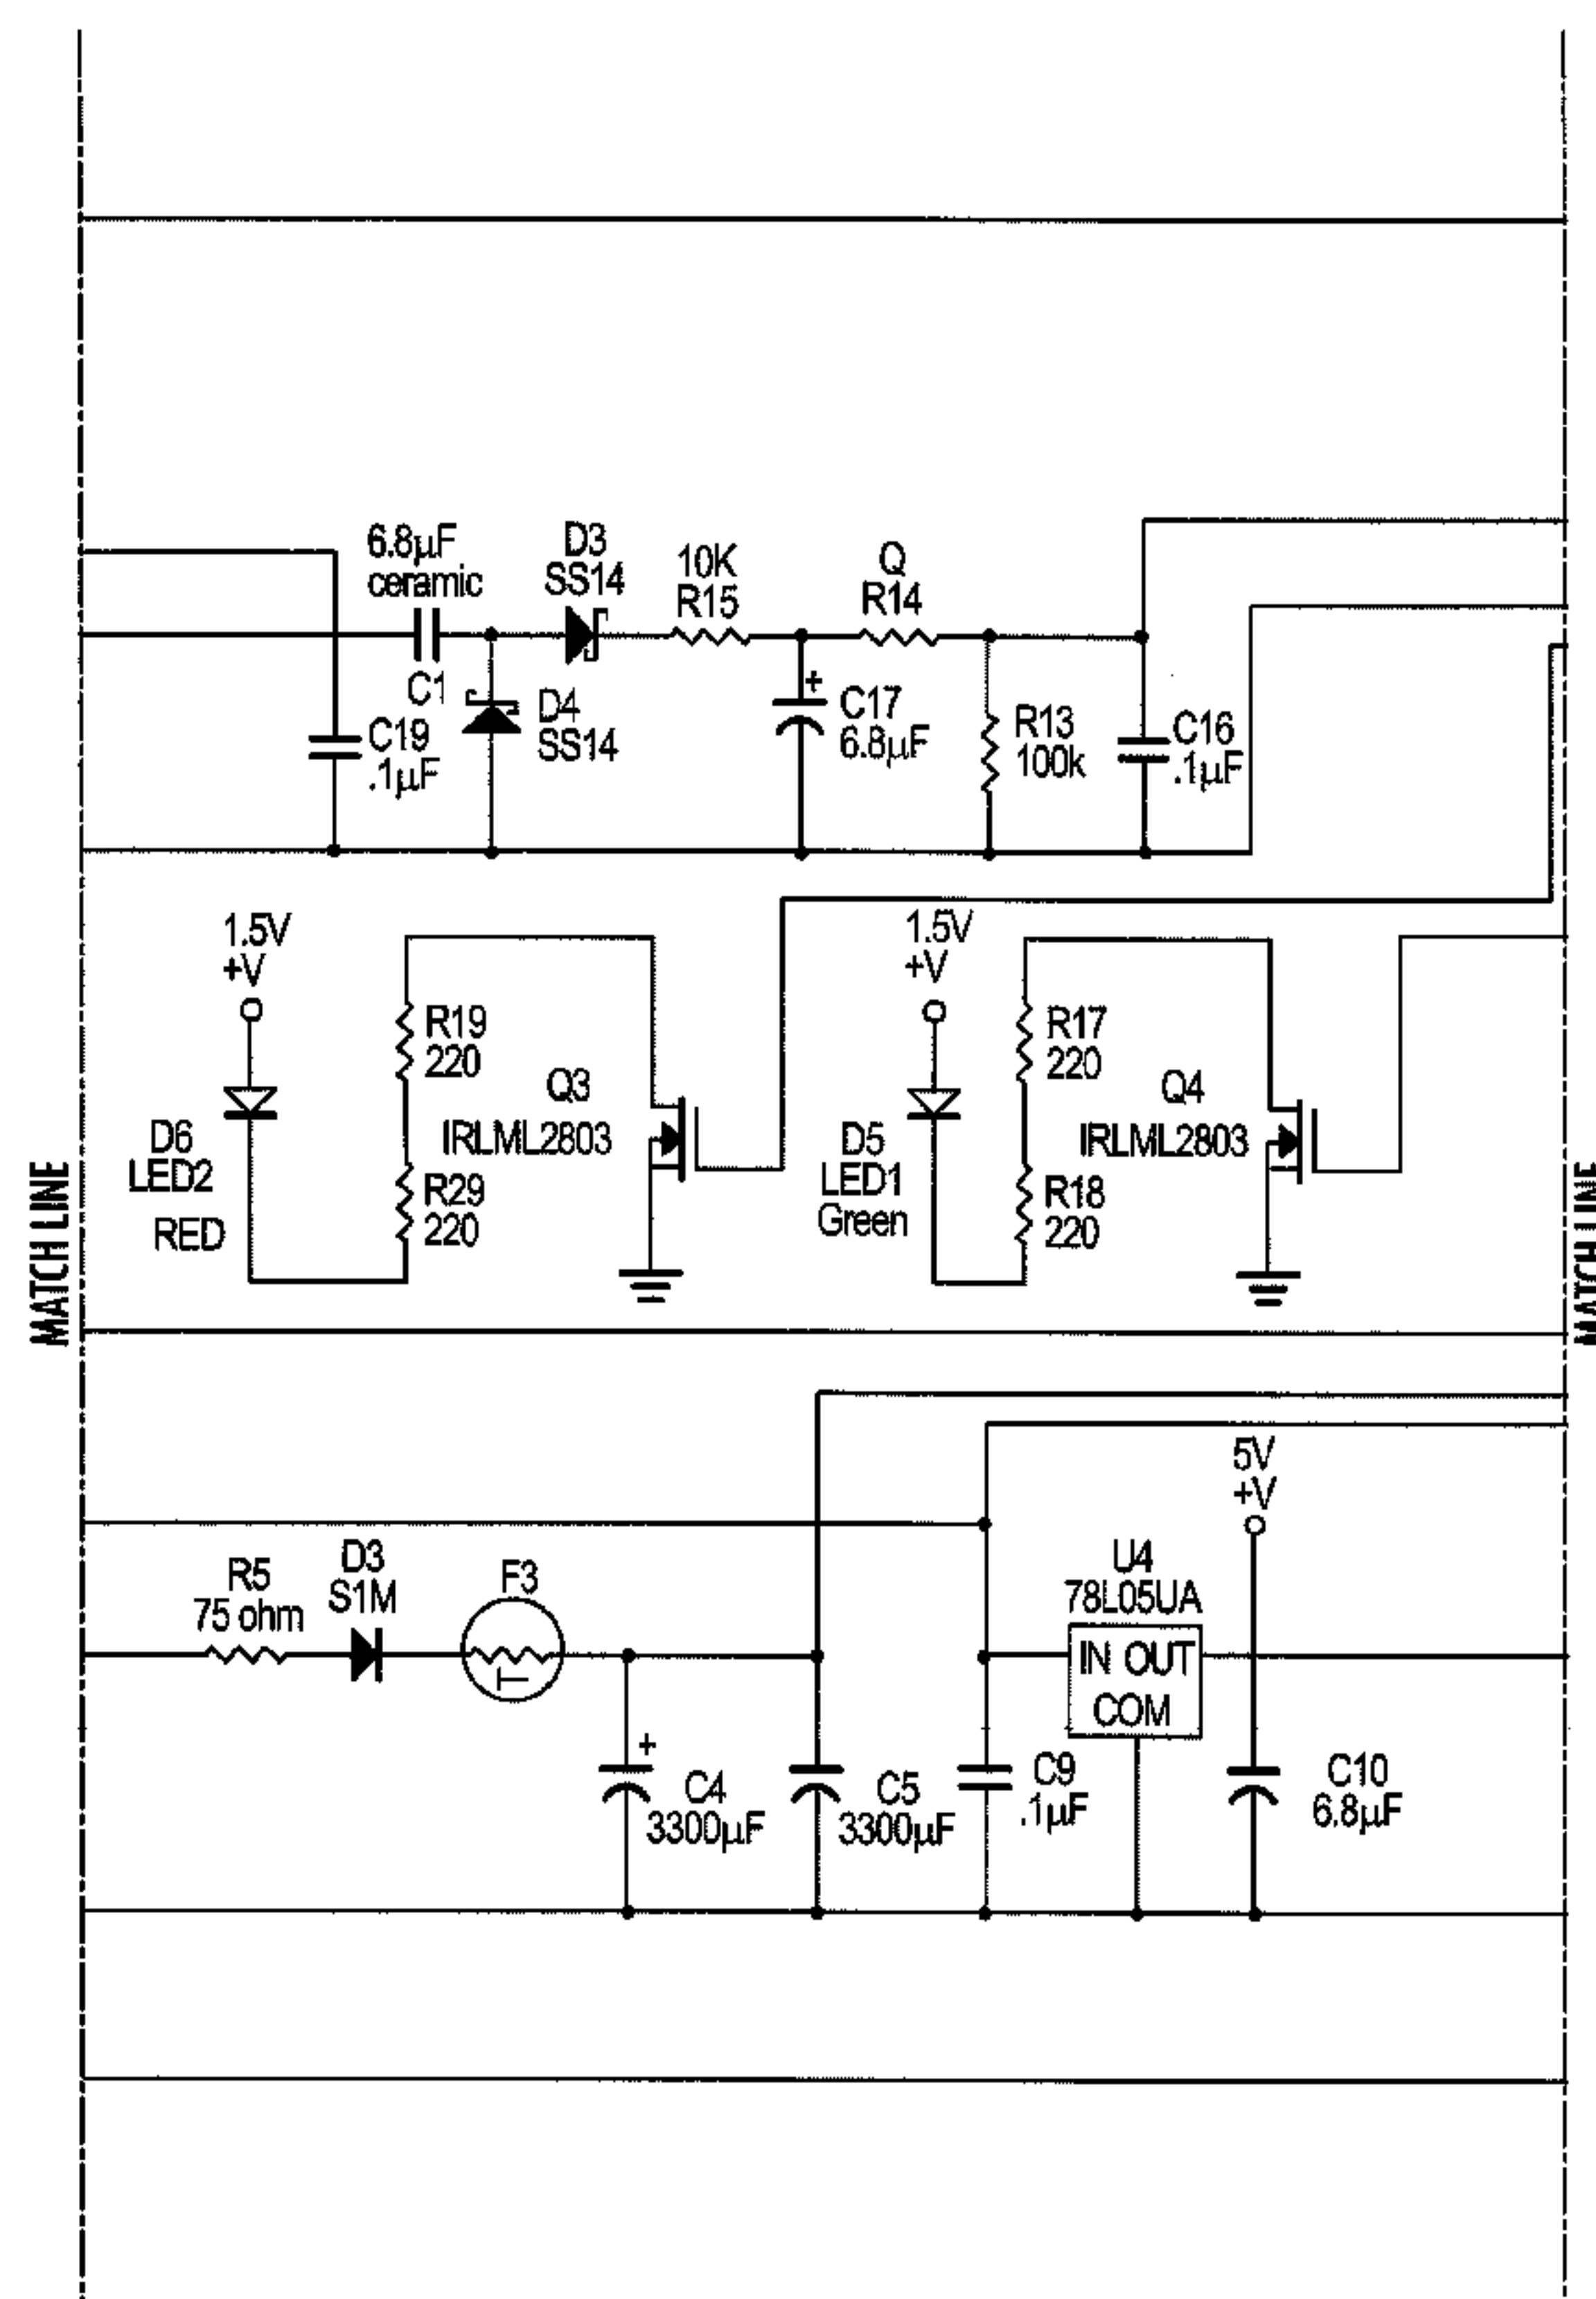 6.8µF
ceramic
C1
D3
SS14
10K
R15
Q
R14
D4
SS14
C19
.1µF
+
C17
6.8µF
R13
100k
C16
.1µF
1.5V
+V
R19
220
Q3
IRLML2803
D6
LED2
RED
R29
220
1.5V
+V
R17
220
Q4
IRLML2803
D5
LED1
Green
R18
220
MATCH LINE
MATCH LINE
R5
75 ohm
D3
S1M
F3
T
5V
+V
U4
78L05UA
IN OUT
COM
+
C4
3300µF
C5
3300µF
C9
.1µF
C10
6.8µF